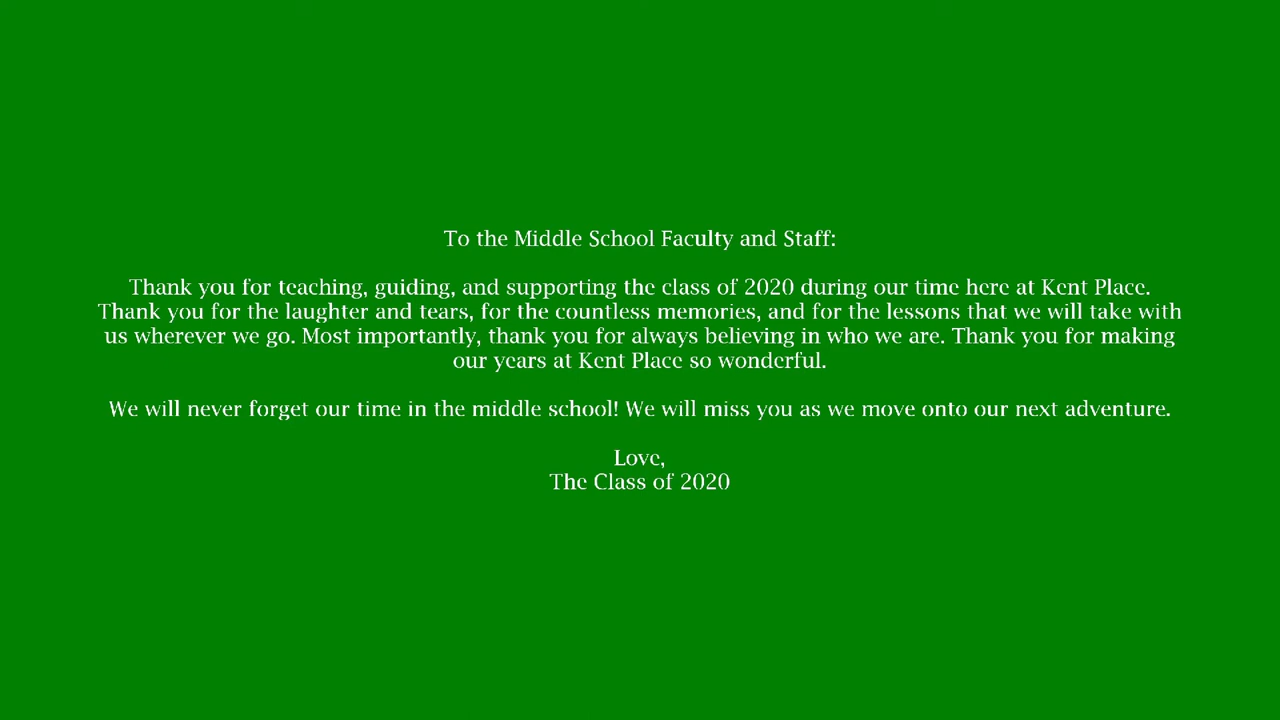 To the Middle School Faculty and Staff:
Thank you for teaching, guiding, and supporting the class of 2020 during our time here at Kent Place.
Thank you for the laughter and tears, for the countless memories, and for the lessons that we will take with
us wherever we go. Most importantly, thank you for always believing in who we are. Thank you for making
our years at Kent Place so wonderful.
We will never forget our time in the middle school! We will miss you as we move onto our next adventure.
Love,
The Class of 2020